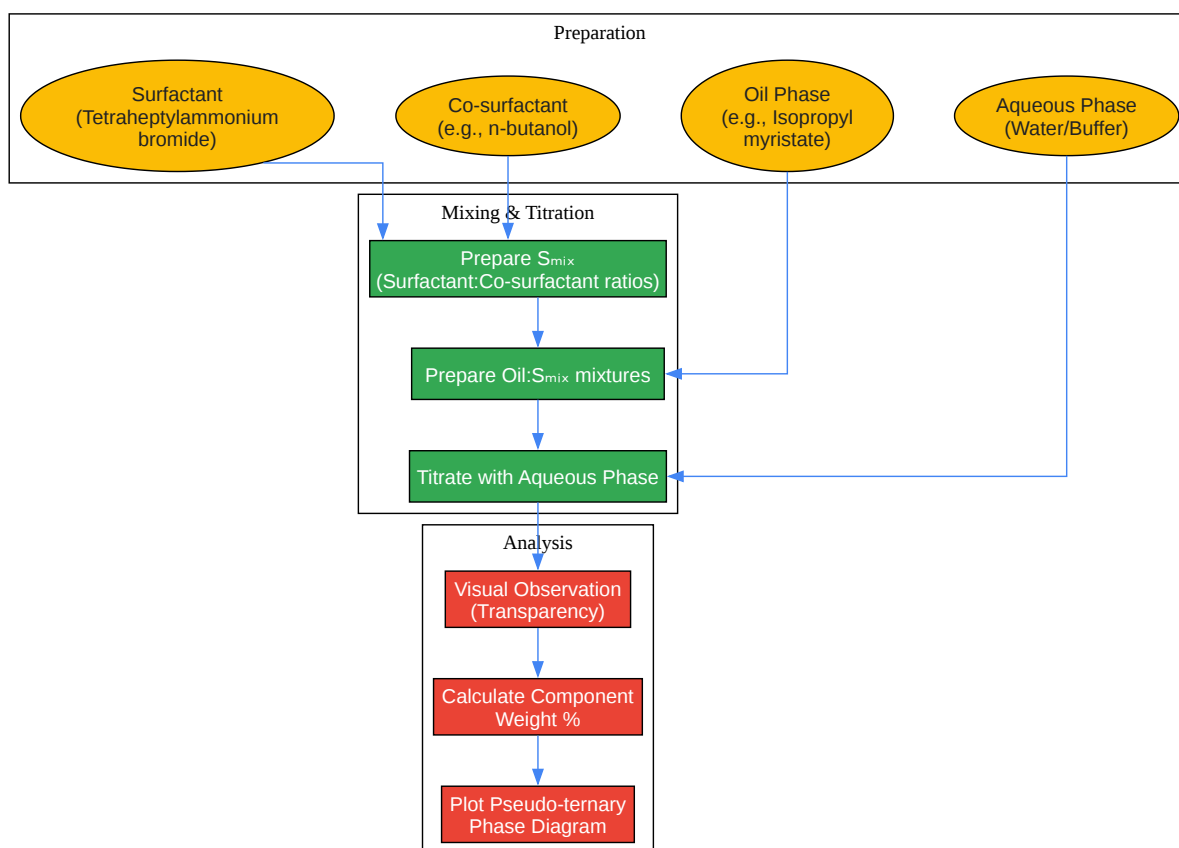 Preparation
Surfactant
(Tetraheptylammonium
bromide)
Co-surfactant
(e.g., n-butanol)
Oil Phase
(e.g., Isopropyl
myristate)
Aqueous Phase
(Water/Buffer)
Mixing & Titration
Prepare Sₘᵢₓ
(Surfactant:Co-surfactant ratios)
Prepare Oil:Sₘᵢₓ mixtures
Titrate with Aqueous Phase
Analysis
Visual Observation
(Transparency)
Calculate Component
Weight %
Plot Pseudo-ternary
Phase Diagram